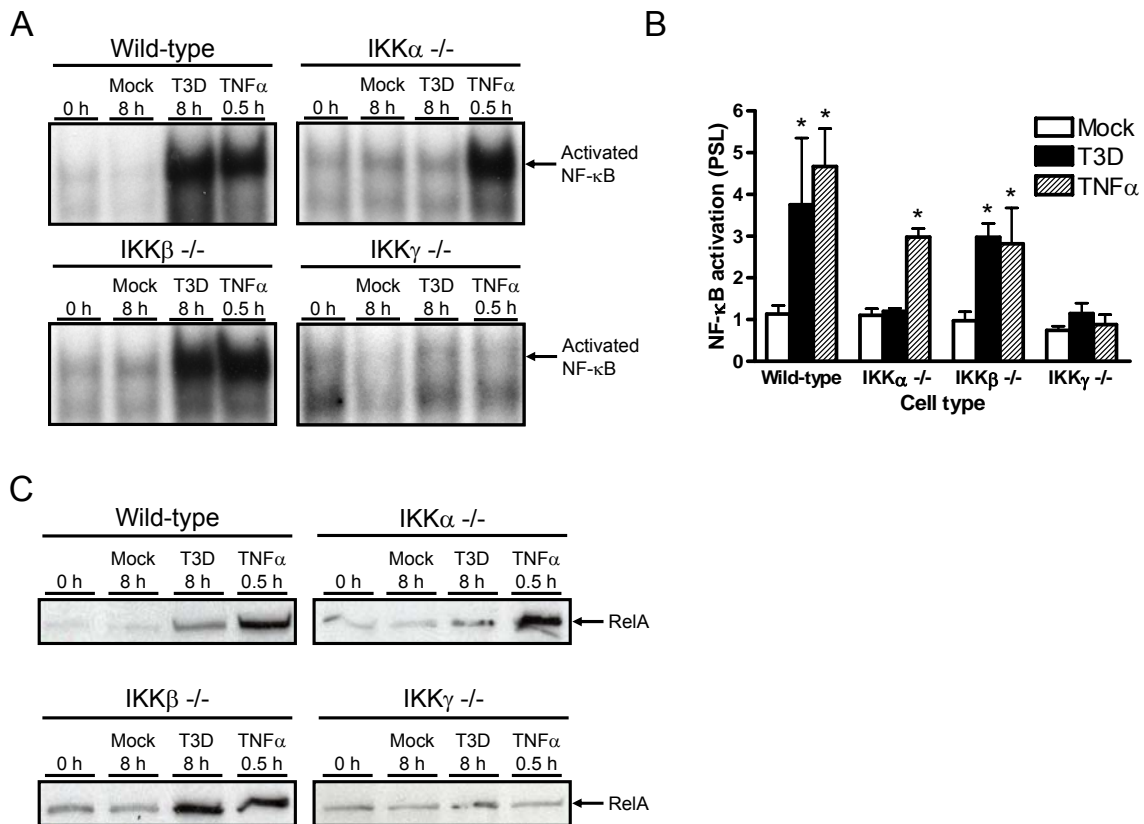 A
Wild-type
0 h
Mock
8 h
T3D
8 h
TNFα
0.5 h
IKKα -/-
0 h
Mock
8 h
T3D
8 h
TNFα
0.5 h
Activated
NF-κB
IKKβ -/-
0 h
Mock
8 h
T3D
8 h
TNFα
0.5 h
IKKγ -/-
0 h
Mock
8 h
T3D
8 h
TNFα
0.5 h
Activated
NF-κB
B
NF-κB activation (PSL)
6
5
4
3
2
1
0
* * * * *
Mock
T3D
TNFα
Wild-type IKKα -/- IKKβ -/- IKKγ -/-
Cell type
C
Wild-type
0 h
Mock
8 h
T3D
8 h
TNFα
0.5 h
IKKα -/-
0 h
Mock
8 h
T3D
8 h
TNFα
0.5 h
RelA
IKKβ -/-
0 h
Mock
8 h
T3D
8 h
TNFα
0.5 h
IKKγ -/-
0 h
Mock
8 h
T3D
8 h
TNFα
0.5 h
RelA